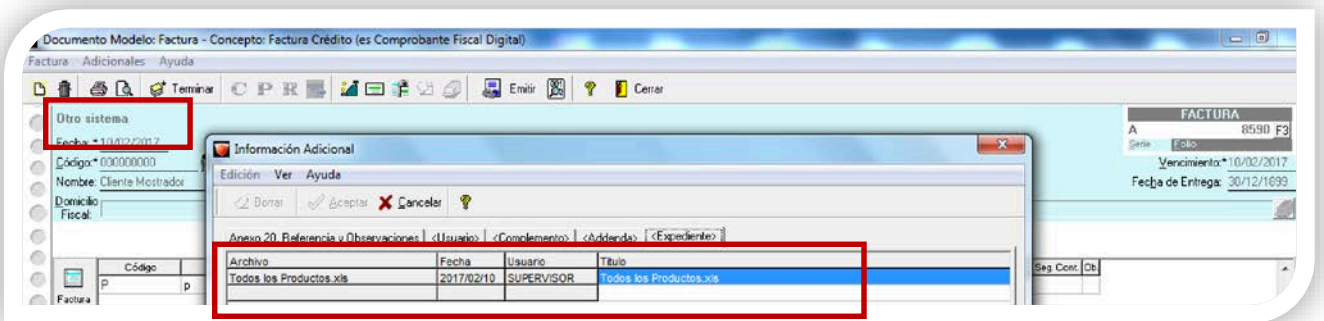 Documento Modelo: Factura - Concepto: Factura Crédito (es Comprobante Fiscal Digital)
Factura Adicionales Ayuda
Terminar C P R Emitir ? Cerrar
Otro sistema
FACTURA
A 8590 F3
Serie Folio
Fecha:* 10/02/2017
Código:* 000000000
Nombre: Cliente Mostrador
Domicilio
Fiscal:
Vencimiento:* 10/02/2017
Fecha de Entrega: 30/12/1899
Información Adicional
Edición Ver Ayuda
Borrar Aceptar Cancelar ?
Anexo 20. Referencia y Observaciones <Usuario> <Complemento> <Addenda> <Expediente>
Archivo Fecha Usuario Título
Todos los Productos.xls 2017/02/10 SUPERVISOR Todos los Productos.xls
Código
P p
Factura
Seg. Cont. Ob.